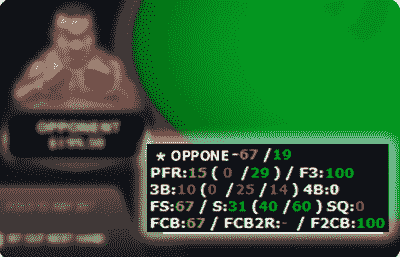 OPPONENT
* OPPONE -67 / 19
PFR:15 ( 0 / 29 ) / F3:100
3B:10 (0 / 25 / 14 ) 4B:0
FS:67 / S:31 (40 / 60 ) SQ:0
FCB:67 / FCB2R:- / F2CB:100